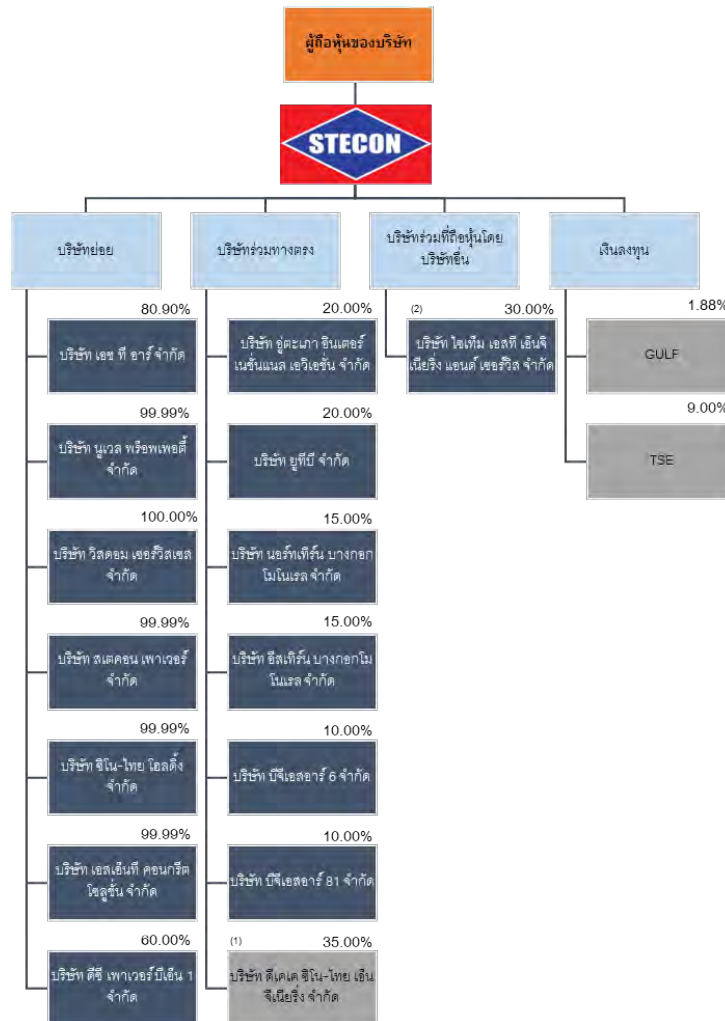 ผู้ถือหุ้นของบริษัท
STECON
บริษัทย่อย
80.90%
บริษัท เอช ที อาร์ จำกัด
99.99%
บริษัท นูเวล พร็อพเพอตี้
จำกัด
100.00%
บริษัท วิสดอม เซอร์วิสเซส
จำกัด
99.99%
บริษัท สเตคอน เพาเวอร์
จำกัด
99.99%
บริษัท ซิโน-ไทย โฮลดิ้ง
จำกัด
99.99%
บริษัท เอสเอ็นที คอนกรีต
โซลูชั่น จำกัด
60.00%
บริษัท ดีซี เพาเวอร์ บีเอ็น 1
จำกัด
บริษัทร่วมทางตรง
20.00%
บริษัท อู่ตะเภา อินเตอร์
เนชั่นแนล เอวิเอชั่น จำกัด
20.00%
บริษัท ยูทีบี จำกัด
15.00%
บริษัท นอร์ทเทิร์น บางกอก
โมโนเรล จำกัด
15.00%
บริษัท อีสเทิร์น บางกอกโม
โนเรล จำกัด
10.00%
บริษัท บีจีเอสอาร์ 6 จำกัด
10.00%
บริษัท บีจีเอสอาร์ 81 จำกัด
(1) 35.00%
บริษัท ดีเคเค ซิโน-ไทย เอ็น
จีเนียริ่ง จำกัด
บริษัทร่วมที่ถือหุ้นโดย
บริษัทอื่น
(2) 30.00%
บริษัท ไซเท็ม เอสที เอ็นจิ
เนียริ่ง แอนด์ เซอร์วิส จำกัด
เงินลงทุน
1.88%
GULF
9.00%
TSE